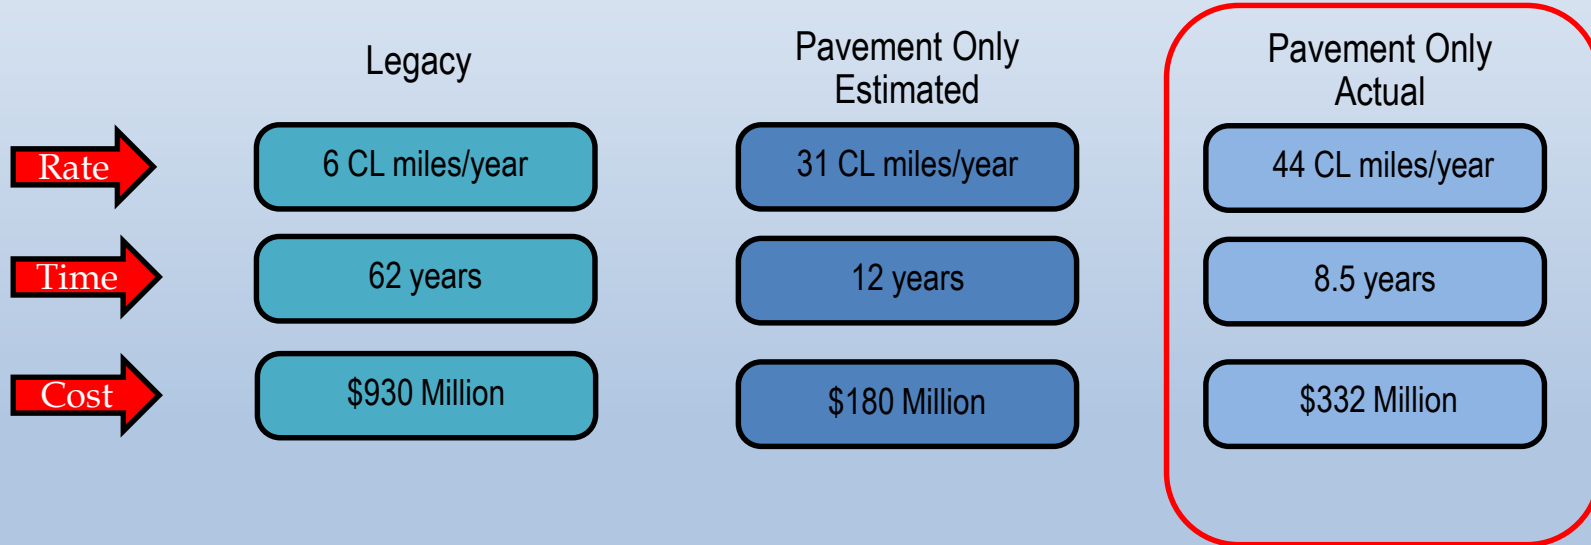 Legacy
Pavement Only
Estimated
Pavement Only
Actual
Rate
6 CL miles/year
31 CL miles/year
44 CL miles/year
Time
62 years
12 years
8.5 years
Cost
$930 Million
$180 Million
$332 Million